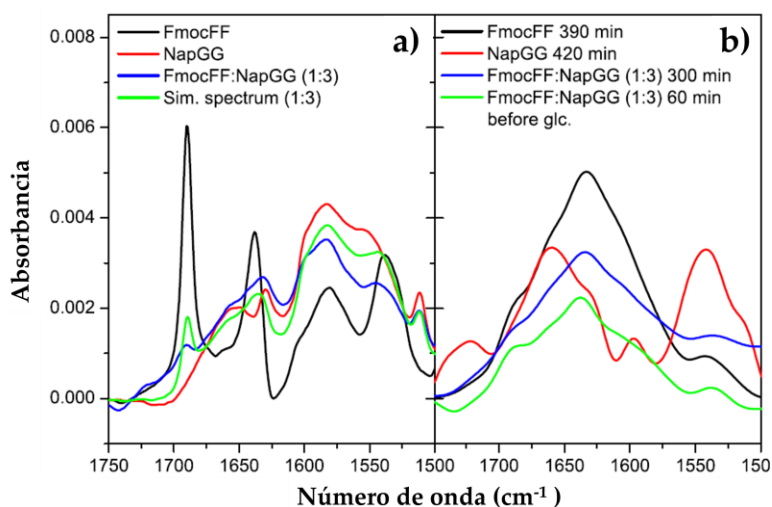 0.008
0.006
0.004
0.002
0.000
Absorbancia
FmocFF
NapGG
FmocFF:NapGG (1:3)
Sim. spectrum (1:3)
a)
FmocFF 390 min
NapGG 420 min
FmocFF:NapGG (1:3) 300 min
FmocFF:NapGG (1:3) 60 min
before glc.
b)
1750 1700 1650 1600 1550 1500 1700 1650 1600 1550 1500
Número de onda (cm⁻¹ )